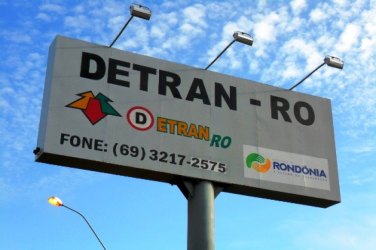 DETRAN - RO
DETRAN RO
FONE: (69) 3217-2575
RONDÔNIA